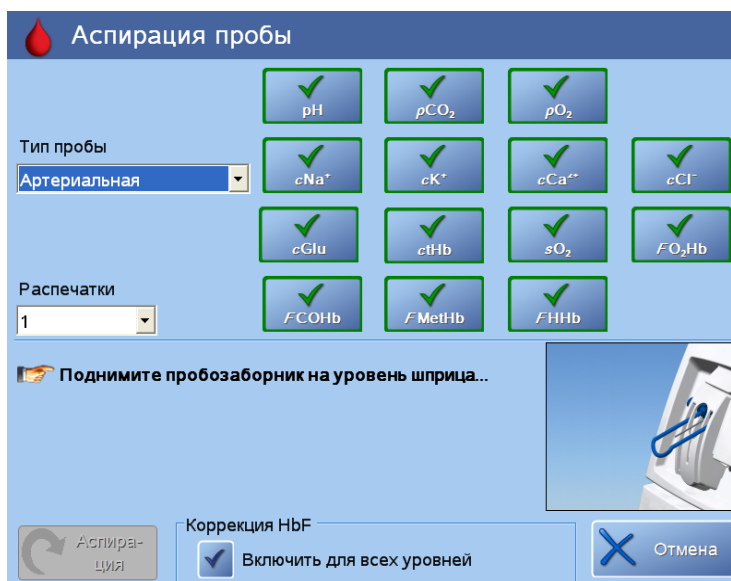 Аспирация пробы
pH pCO₂ pO₂
Тип пробы
Артериальная
cNa⁺ cK⁺ cCa²⁺ cCl⁻
cGlu ctHb sO₂ FO₂Hb
Распечатки
1
FCOHb FMetHb FHHb
Поднимите пробозаборник на уровень шприца...
Аспира-
ция
Коррекция HbF
Включить для всех уровней
Отмена